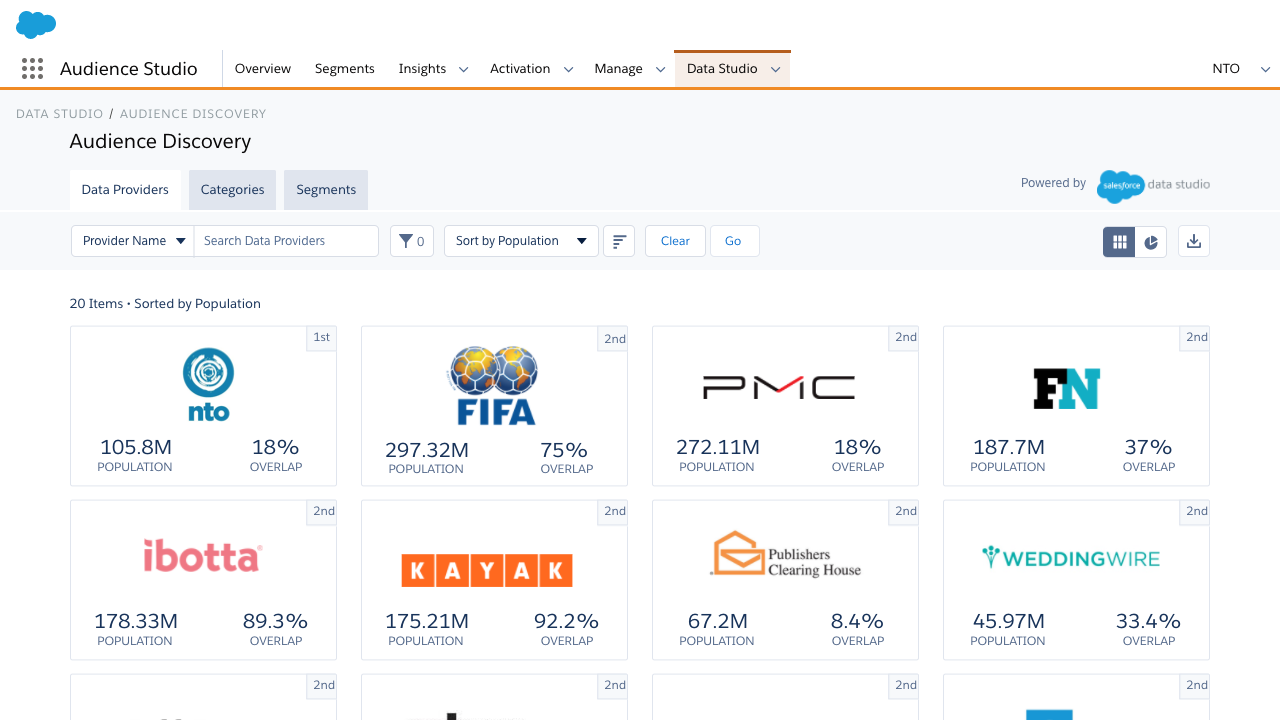 Audience Studio
Overview
Segments
Insights
Activation
Manage
Data Studio
NTO
DATA STUDIO / AUDIENCE DISCOVERY
Audience Discovery
Data Providers
Categories
Segments
Powered by
salesforce data studio
Provider Name
Search Data Providers
0
Sort by Population
Clear
Go
20 Items • Sorted by Population
1st
nto
105.8M
18%
POPULATION
OVERLAP
2nd
FIFA
297.32M
75%
POPULATION
OVERLAP
2nd
PMC
272.11M
18%
POPULATION
OVERLAP
2nd
FN
187.7M
37%
POPULATION
OVERLAP
2nd
ibotta
178.33M
89.3%
POPULATION
OVERLAP
2nd
KAYAK
175.21M
92.2%
POPULATION
OVERLAP
2nd
Publishers
Clearing House
67.2M
8.4%
POPULATION
OVERLAP
2nd
WEDDINGWIRE
45.97M
33.4%
POPULATION
OVERLAP
2nd
2nd
2nd
2nd